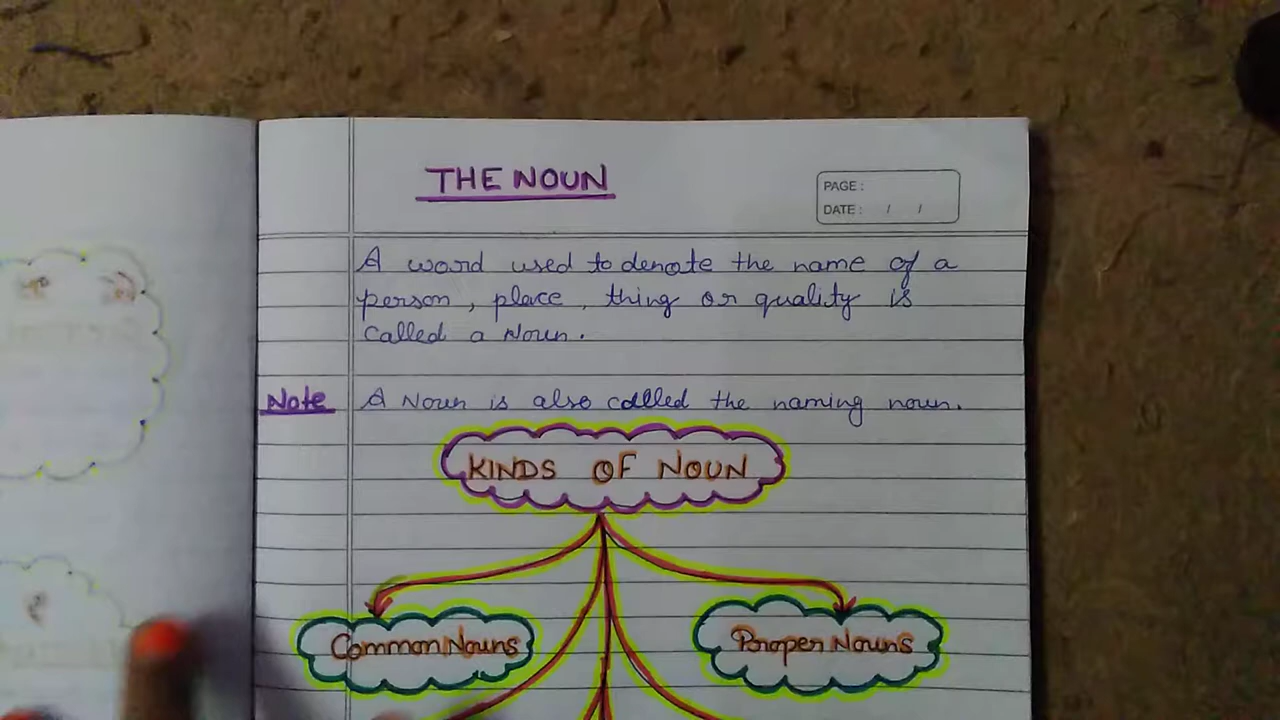 THE NOUN
PAGE :
DATE : / /
A word used to denote the name of a
person, place, thing or quality is
called a Noun.
Note A Noun is also called the naming noun.
KINDS OF NOUN
Common Nouns Proper Nouns